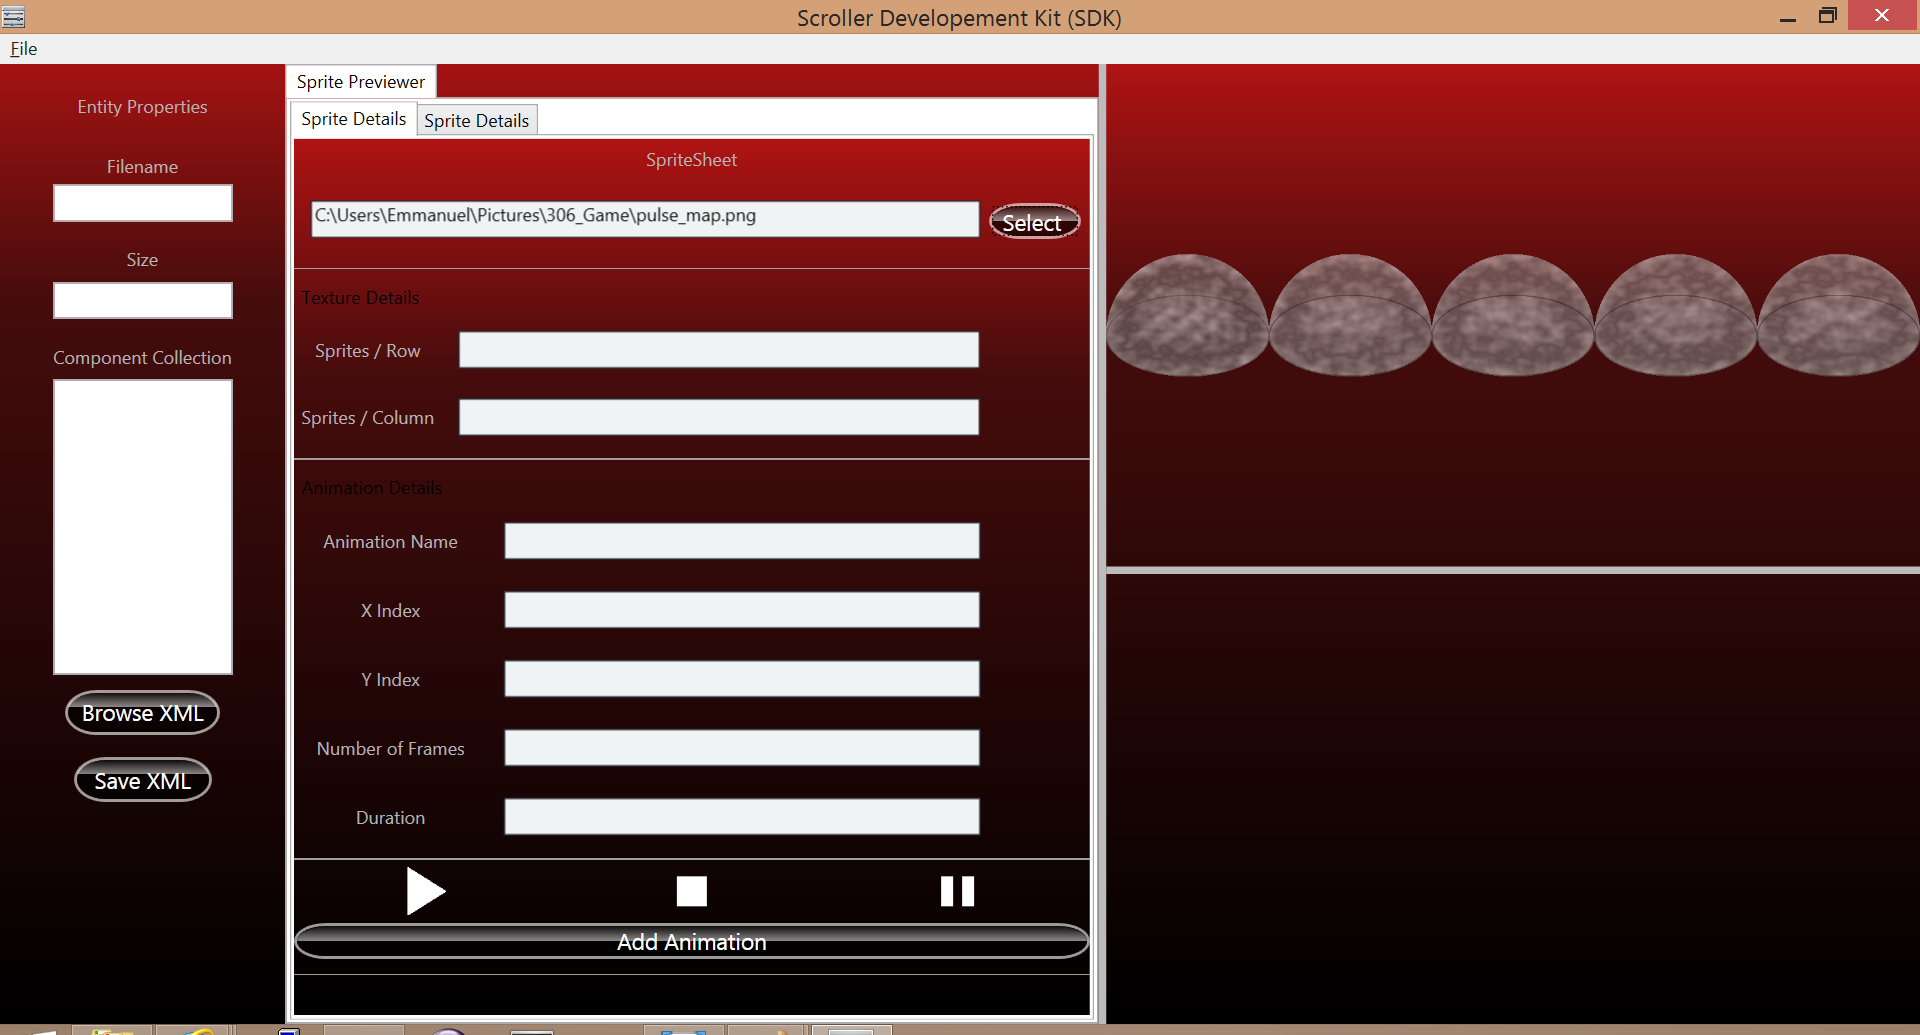 Scroller Developement Kit (SDK)
File
Entity Properties
Filename
Size
Component Collection
Browse XML
Save XML
Sprite Previewer
Sprite Details
Sprite Details
SpriteSheet
C:\Users\Emmanuel\Pictures\306_Game\pulse_map.png
Select
Texture Details
Sprites / Row
Sprites / Column
Animation Details
Animation Name
X Index
Y Index
Number of Frames
Duration
Add Animation